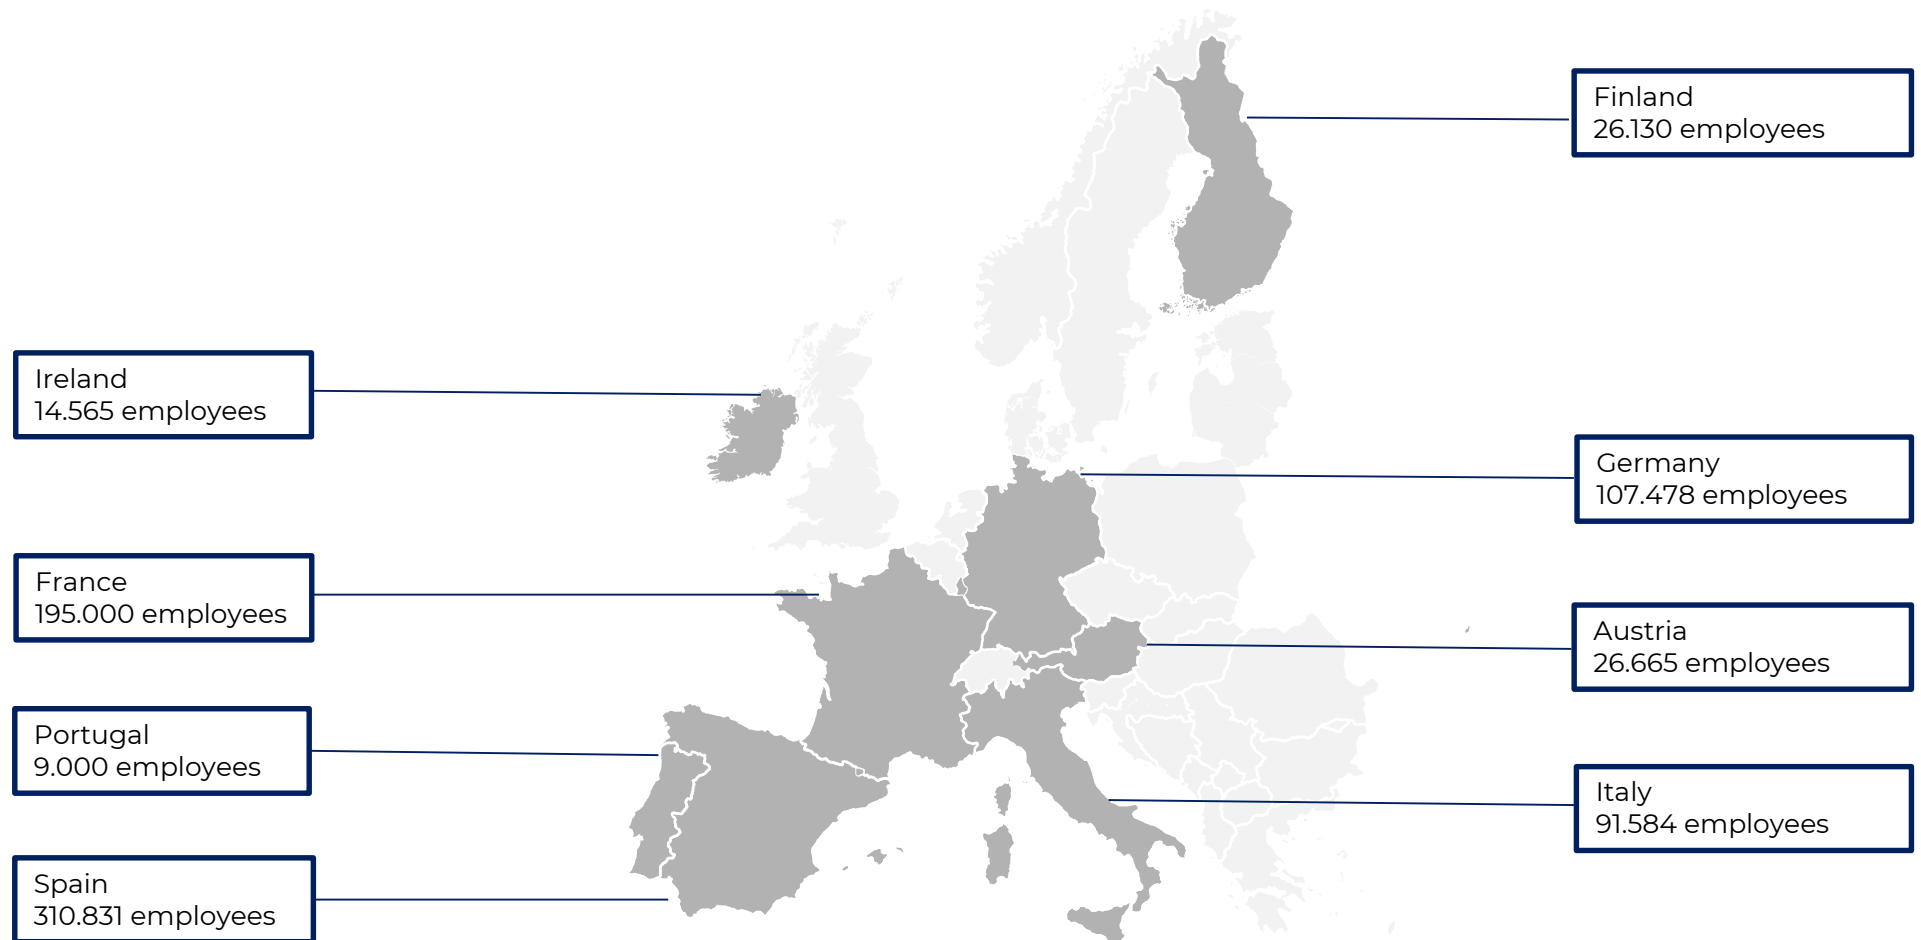 Finland
26.130 employees
Ireland
14.565 employees
Germany
107.478 employees
France
195.000 employees
Austria
26.665 employees
Portugal
9.000 employees
Italy
91.584 employees
Spain
310.831 employees